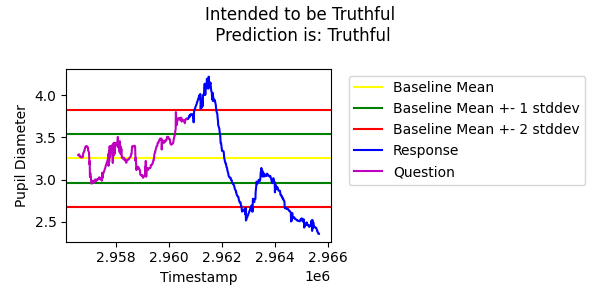 Intended to be Truthful
Prediction is: Truthful
Pupil Diameter
4.0
3.5
3.0
2.5
2.958
2.960
2.962
2.964
2.966
1e6
Timestamp
Baseline Mean
Baseline Mean +- 1 stddev
Baseline Mean +- 2 stddev
Response
Question